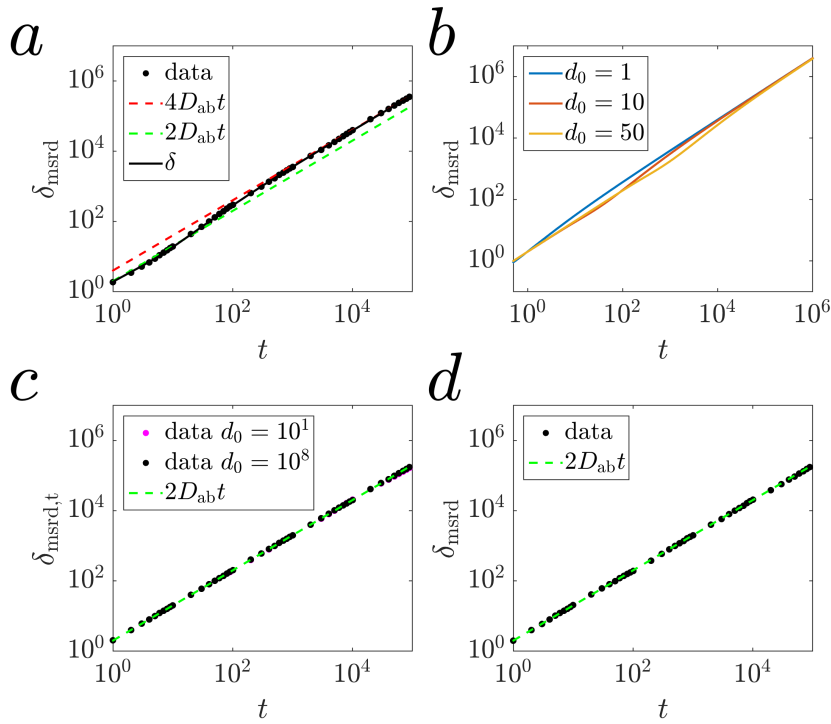 a
10^6
10^4
10^2
10^0
δ_msrd
data
4D_ab t
2D_ab t
δ
10^0
10^2
10^4
t
b
10^6
10^4
10^2
10^0
δ_msrd
d_0 = 1
d_0 = 10
d_0 = 50
10^0
10^2
10^4
10^6
t
c
10^6
10^4
10^2
10^0
δ_msrd,t
data d_0 = 10^1
data d_0 = 10^8
2D_ab t
10^0
10^2
10^4
t
d
10^6
10^4
10^2
10^0
δ_msrd
data
2D_ab t
10^0
10^2
10^4
t